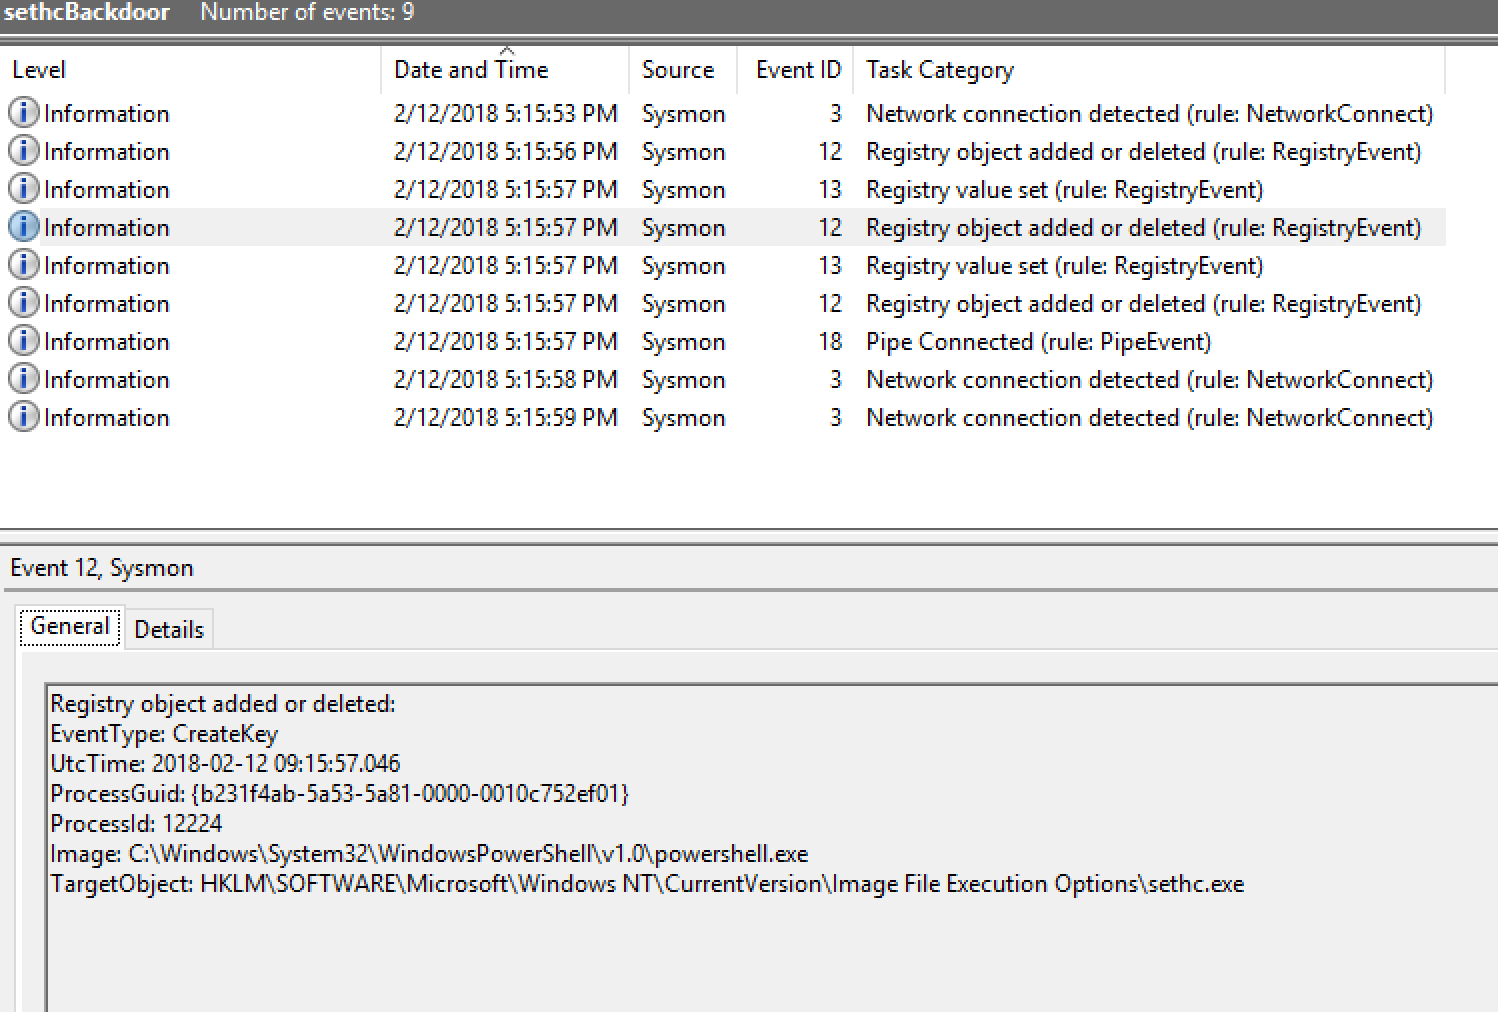 sethcBackdoor Number of events: 9
Level Date and Time Source Event ID Task Category
Information 2/12/2018 5:15:53 PM Sysmon 3 Network connection detected (rule: NetworkConnect)
Information 2/12/2018 5:15:56 PM Sysmon 12 Registry object added or deleted (rule: RegistryEvent)
Information 2/12/2018 5:15:57 PM Sysmon 13 Registry value set (rule: RegistryEvent)
Information 2/12/2018 5:15:57 PM Sysmon 12 Registry object added or deleted (rule: RegistryEvent)
Information 2/12/2018 5:15:57 PM Sysmon 13 Registry value set (rule: RegistryEvent)
Information 2/12/2018 5:15:57 PM Sysmon 12 Registry object added or deleted (rule: RegistryEvent)
Information 2/12/2018 5:15:57 PM Sysmon 18 Pipe Connected (rule: PipeEvent)
Information 2/12/2018 5:15:58 PM Sysmon 3 Network connection detected (rule: NetworkConnect)
Information 2/12/2018 5:15:59 PM Sysmon 3 Network connection detected (rule: NetworkConnect)
Event 12, Sysmon
General Details
Registry object added or deleted:
EventType: CreateKey
UtcTime: 2018-02-12 09:15:57.046
ProcessGuid: {b231f4ab-5a53-5a81-0000-0010c752ef01}
ProcessId: 12224
Image: C:\Windows\System32\WindowsPowerShell\v1.0\powershell.exe
TargetObject: HKLM\SOFTWARE\Microsoft\Windows NT\CurrentVersion\Image File Execution Options\sethc.exe